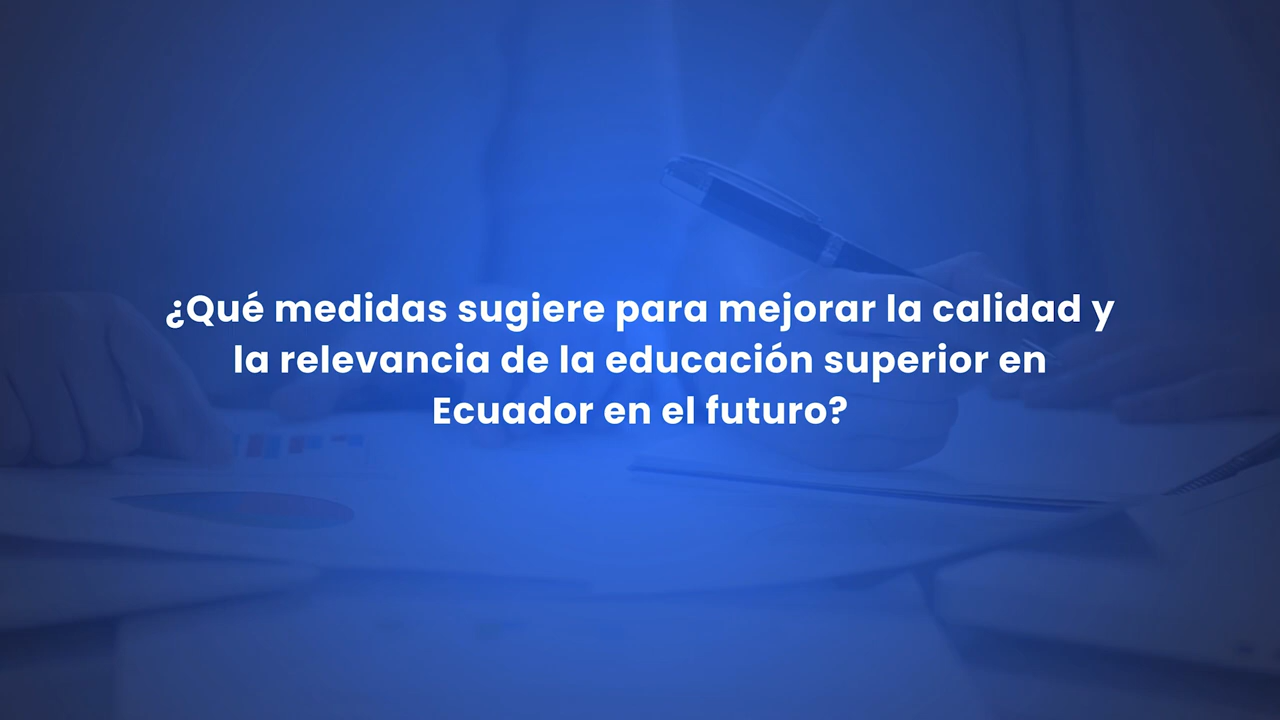 ¿Qué medidas sugiere para mejorar la calidad y
la relevancia de la educación superior en
Ecuador en el futuro?